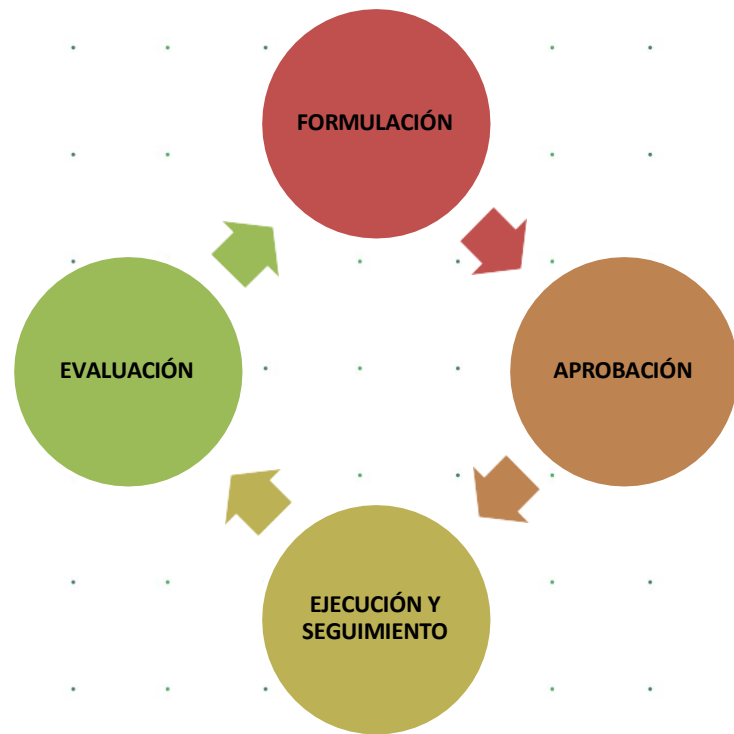 FORMULACIÓN
APROBACIÓN
EJECUCIÓN Y
SEGUIMIENTO
EVALUACIÓN